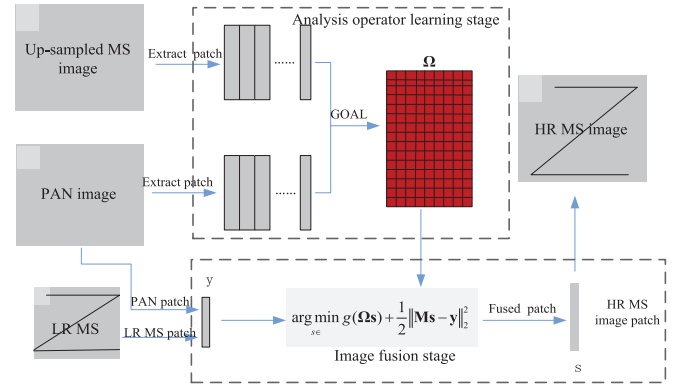 Analysis operator learning stage
Up-sampled MS
image
Extract patch
......
Ω
GOAL
HR MS image
PAN image
Extract patch
......
y
PAN patch
LR MS
LR MS patch
arg min g(Ωs) + 1/2 ||Ms − y||₂²
s∈
Fused patch
HR MS
image patch
Image fusion stage
s